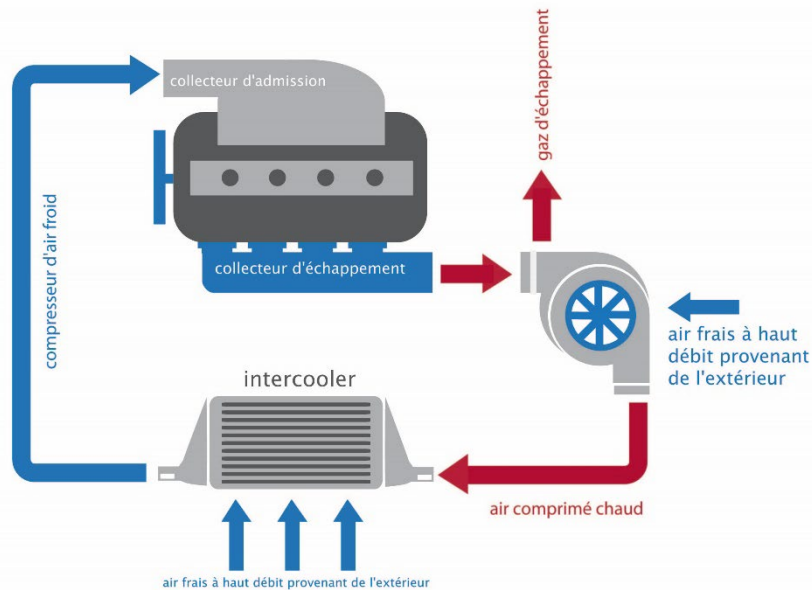 collecteur d'admission
gaz d'échappement
compresseur d'air froid
collecteur d'échappement
air frais à haut
débit provenant
de l'extérieur
intercooler
air comprimé chaud
air frais à haut débit provenant de l'extérieur